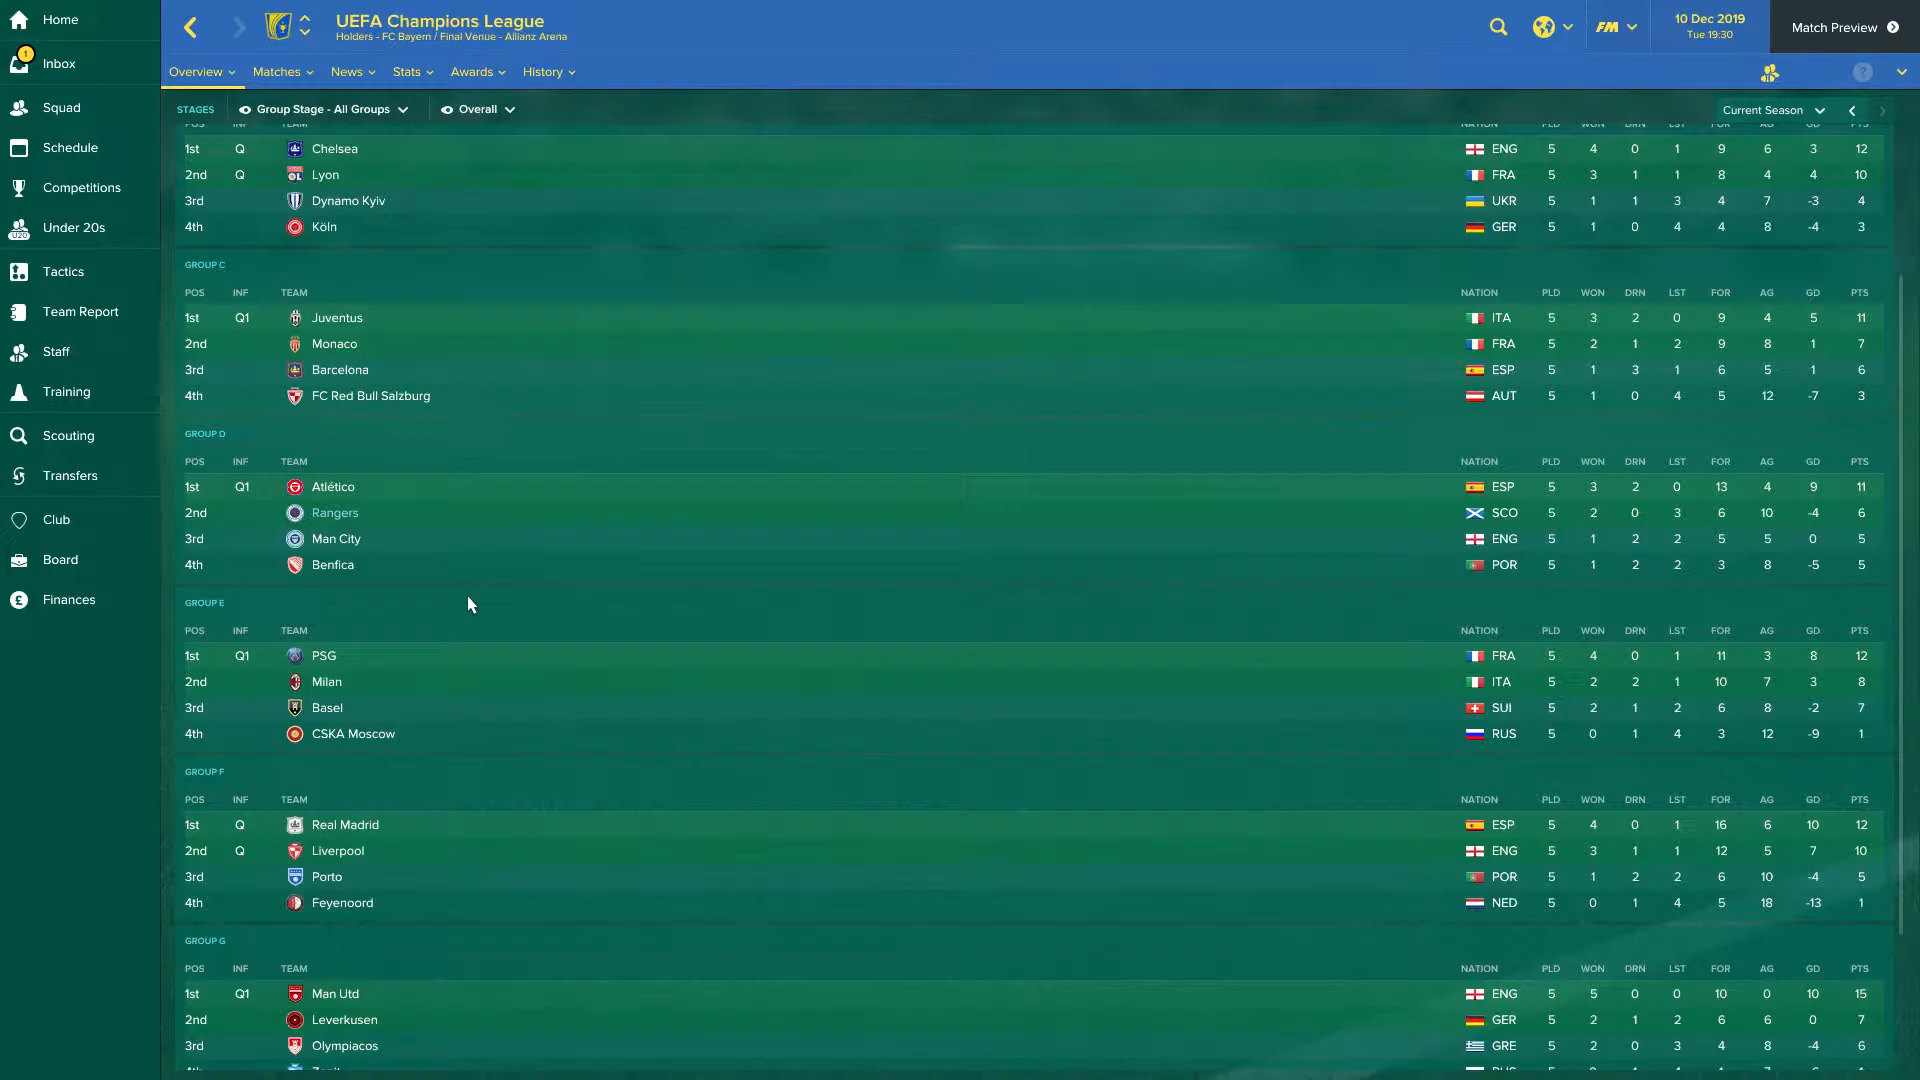 Home
UEFA Champions League
Holders - FC Bayern / Final Venue - Allianz Arena
FM
10 Dec 2019
Tue 19:30
Match Preview
1
Inbox
Overview Matches News Stats Awards History
?
Squad
Schedule
Competitions
U20
Under 20s
Tactics
Team Report
Staff
Training
Scouting
Transfers
Club
Board
£ Finances
STAGES Group Stage - All Groups Overall Current Season
POS INF TEAM NATION PLD WON DRN LST FOR AG GD PTS
1st Q Chelsea ENG 5 4 0 1 9 6 3 12
2nd Q Lyon FRA 5 3 1 1 8 4 4 10
3rd Dynamo Kyiv UKR 5 1 1 3 4 7 -3 4
4th Köln GER 5 1 0 4 4 8 -4 3
GROUP C
POS INF TEAM NATION PLD WON DRN LST FOR AG GD PTS
1st Q1 Juventus ITA 5 3 2 0 9 4 5 11
2nd Monaco FRA 5 2 1 2 9 8 1 7
3rd Barcelona ESP 5 1 3 1 6 5 1 6
4th FC Red Bull Salzburg AUT 5 1 0 4 5 12 -7 3
GROUP D
POS INF TEAM NATION PLD WON DRN LST FOR AG GD PTS
1st Q1 Atlético ESP 5 3 2 0 13 4 9 11
2nd Rangers SCO 5 2 0 3 6 10 -4 6
3rd Man City ENG 5 1 2 2 5 5 0 5
4th Benfica POR 5 1 2 2 3 8 -5 5
GROUP E
POS INF TEAM NATION PLD WON DRN LST FOR AG GD PTS
1st Q1 PSG FRA 5 4 0 1 11 3 8 12
2nd Milan ITA 5 2 2 1 10 7 3 8
3rd Basel SUI 5 2 1 2 6 8 -2 7
4th CSKA Moscow RUS 5 0 1 4 3 12 -9 1
GROUP F
POS INF TEAM NATION PLD WON DRN LST FOR AG GD PTS
1st Q Real Madrid ESP 5 4 0 1 16 6 10 12
2nd Q Liverpool ENG 5 3 1 1 12 5 7 10
3rd Porto POR 5 1 2 2 6 10 -4 5
4th Feyenoord NED 5 0 1 4 5 18 -13 1
GROUP G
POS INF TEAM NATION PLD WON DRN LST FOR AG GD PTS
1st Q1 Man Utd ENG 5 5 0 0 10 0 10 15
2nd Leverkusen GER 5 2 1 2 6 6 0 7
3rd Olympiacos GRE 5 2 0 3 4 8 -4 6